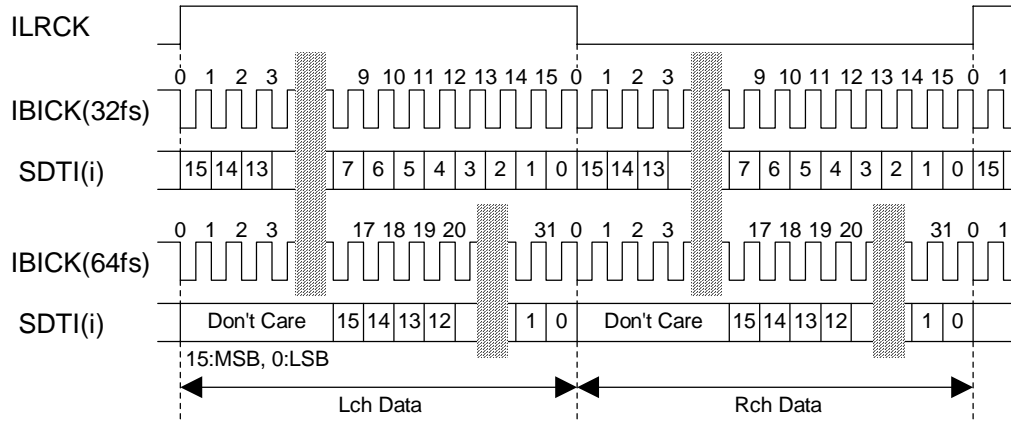 ILRCK
0 1 2 3 9 10 11 12 13 14 15 0 1 2 3 9 10 11 12 13 14 15 0 1
IBICK(32fs)
SDTI(i) 15 14 13 7 6 5 4 3 2 1 0 15 14 13 7 6 5 4 3 2 1 0 15
0 1 2 3 17 18 19 20 31 0 1 2 3 17 18 19 20 31 0 1
IBICK(64fs)
SDTI(i) Don't Care 15 14 13 12 1 0 Don't Care 15 14 13 12 1 0
15:MSB, 0:LSB
Lch Data Rch Data